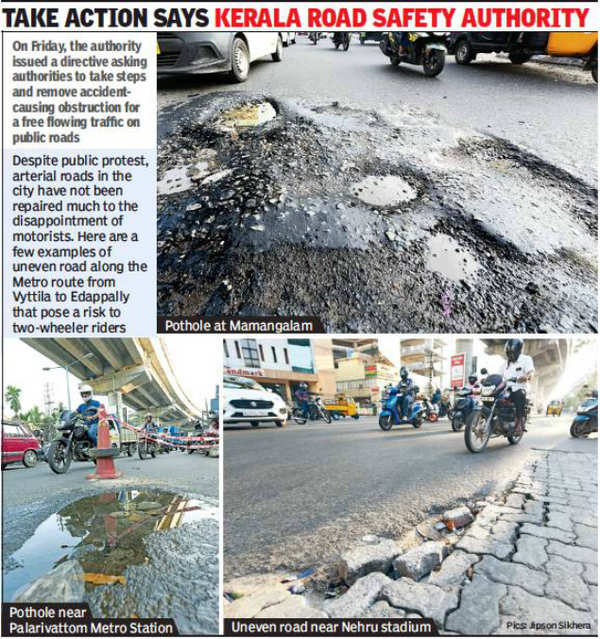 TAKE ACTION SAYS KERALA ROAD SAFETY AUTHORITY
On Friday, the authority
issued a directive asking
authorities to take steps
and remove accident-
causing obstruction for
a free flowing traffic on
public roads
Despite public protest,
arterial roads in the
city have not been
repaired much to the
disappointment of
motorists. Here are a
few examples of
uneven road along the
Metro route from
Vyttila to Edappally
that pose a risk to
two-wheeler riders
Pothole at Mamangalam
landmark
Pothole near
Palarivattom Metro Station
Uneven road near Nehru stadium
Pics: Jipson Sikhera